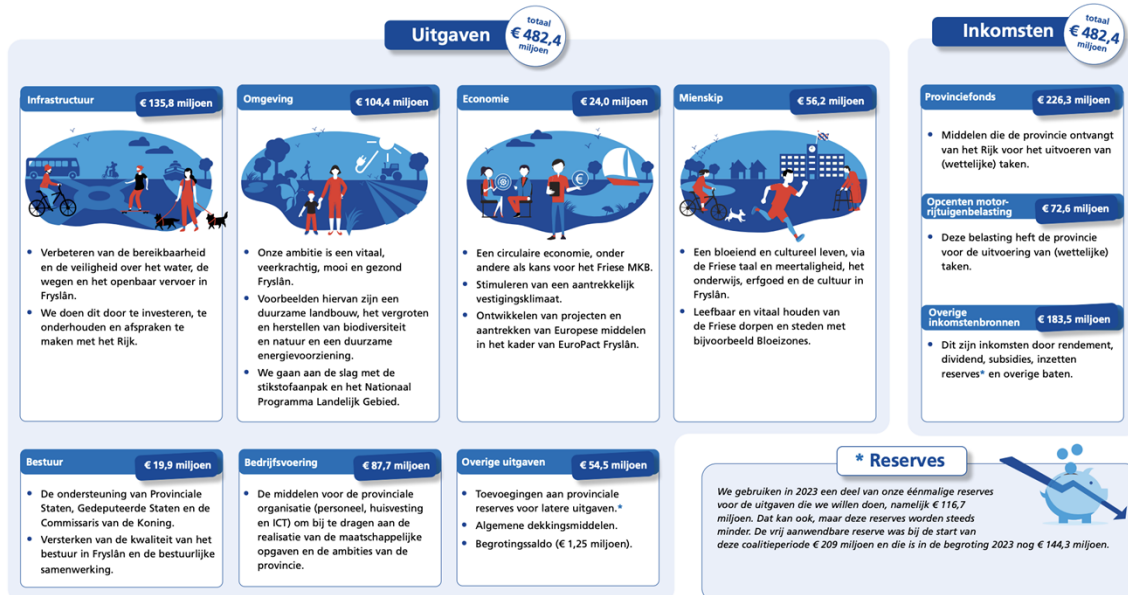 Uitgaven
totaal
€ 482,4
miljoen
Inkomsten
totaal
€ 482,4
miljoen
Infrastructuur
€ 135,8 miljoen
Verbeteren van de bereikbaarheid
en de veiligheid over het water, de
wegen en het openbaar vervoer in
Fryslân.
We doen dit door te investeren, te
onderhouden en afspraken te
maken met het Rijk.
Omgeving
€ 104,4 miljoen
Onze ambitie is een vitaal,
veerkrachtig, mooi en gezond
Fryslân.
Voorbeelden hiervan zijn een
duurzame landbouw, het vergroten
en herstellen van biodiversiteit
en natuur en een duurzame
energievoorziening.
We gaan aan de slag met de
stikstofaanpak en het Nationaal
Programma Landelijk Gebied.
Economie
€ 24,0 miljoen
€
Een circulaire economie, onder
andere als kans voor het Friese MKB.
Stimuleren van een aantrekkelijk
vestigingsklimaat.
Ontwikkelen van projecten en
aantrekken van Europese middelen
in het kader van EuroPact Fryslân.
Mienskip
€ 56,2 miljoen
Een bloeiend en cultureel leven, via
de Friese taal en meertaligheid, het
onderwijs, erfgoed en de cultuur in
Fryslân.
Leefbaar en vitaal houden van
de Friese dorpen en steden met
bijvoorbeeld Bloeizones.
Provinciefonds
€ 226,3 miljoen
Middelen die de provincie ontvangt
van het Rijk voor het uitvoeren van
(wettelijke) taken.
Opcenten motor-
rijtuigenbelasting
€ 72,6 miljoen
Deze belasting heft de provincie
voor de uitvoering van (wettelijke)
taken.
Overige
inkomstenbronnen
€ 183,5 miljoen
Dit zijn inkomsten door rendement,
dividend, subsidies, inzetten
reserves* en overige baten.
Bestuur
€ 19,9 miljoen
De ondersteuning van Provinciale
Staten, Gedeputeerde Staten en de
Commissaris van de Koning.
Versterken van de kwaliteit van het
bestuur in Fryslân en de bestuurlijke
samenwerking.
Bedrijfsvoering
€ 87,7 miljoen
De middelen voor de provinciale
organisatie (personeel, huisvesting
en ICT) om bij te dragen aan de
realisatie van de maatschappelijke
opgaven en de ambities van de
provincie.
Overige uitgaven
€ 54,5 miljoen
Toevoegingen aan provinciale
reserves voor latere uitgaven.*
Algemene dekkingsmiddelen.
Begrotingssaldo (€ 1,25 miljoen).
* Reserves
We gebruiken in 2023 een deel van onze éénmalige reserves
voor de uitgaven die we willen doen, namelijk € 116,7
miljoen. Dat kan ook, maar deze reserves worden steeds
minder. De vrij aanwendbare reserve was bij de start van
deze coalitieperiode € 209 miljoen en die is in de begroting 2023 nog € 144,3 miljoen.